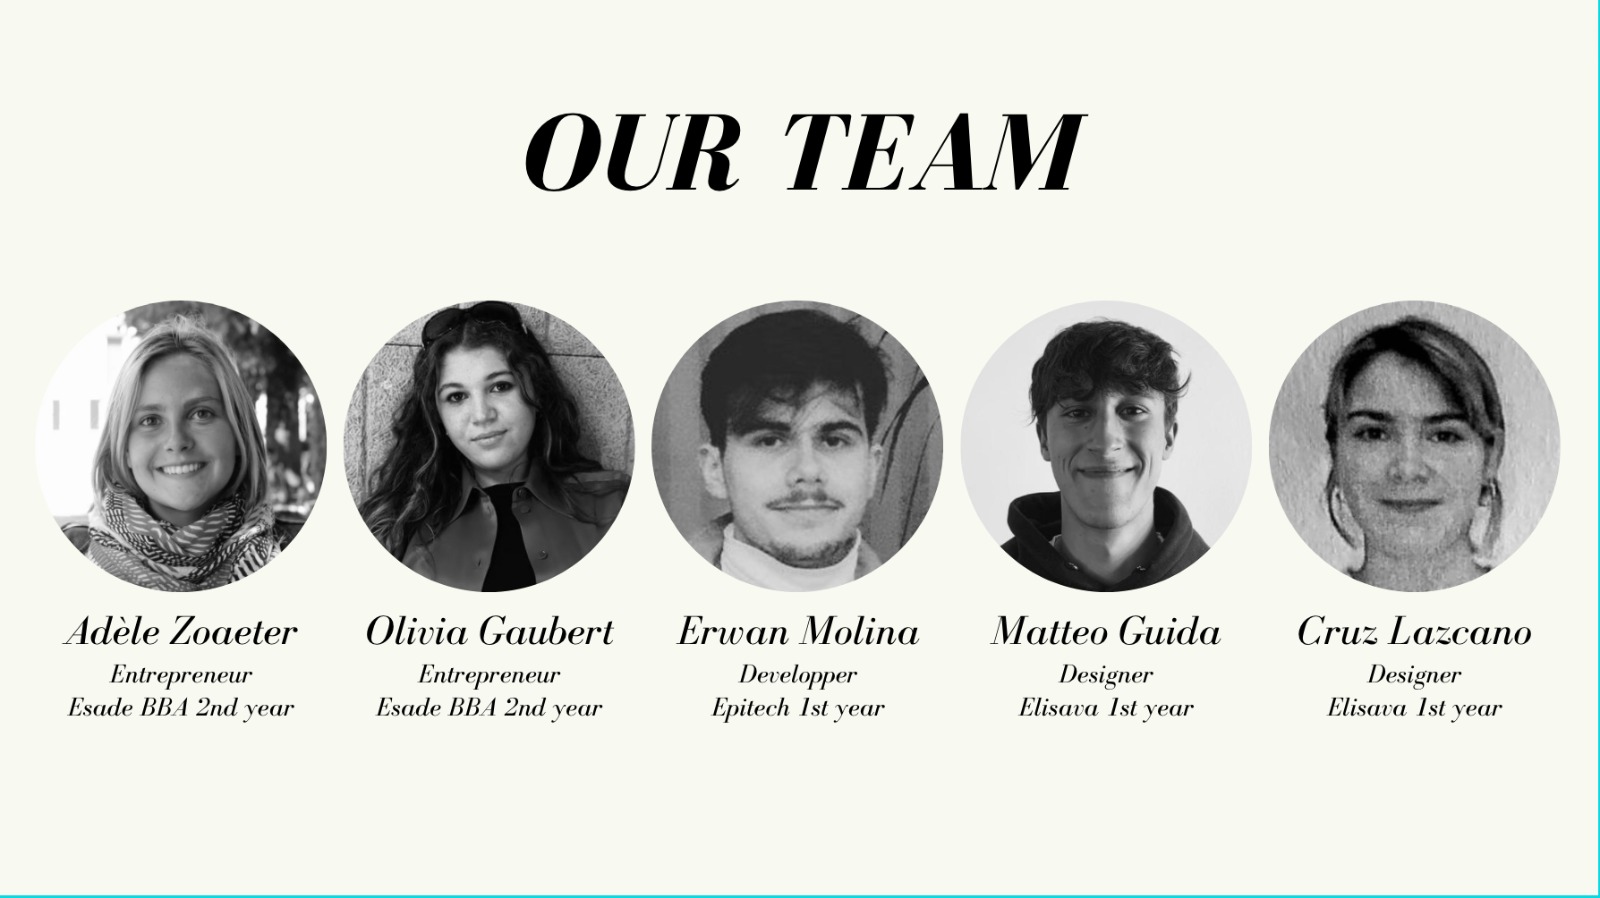 OUR TEAM
Adèle Zoaeter
Entrepreneur
Esade BBA 2nd year
Olivia Gaubert
Entrepreneur
Esade BBA 2nd year
Erwan Molina
Developper
Epitech 1st year
Matteo Guida
Designer
Elisava 1st year
Cruz Lazcano
Designer
Elisava 1st year